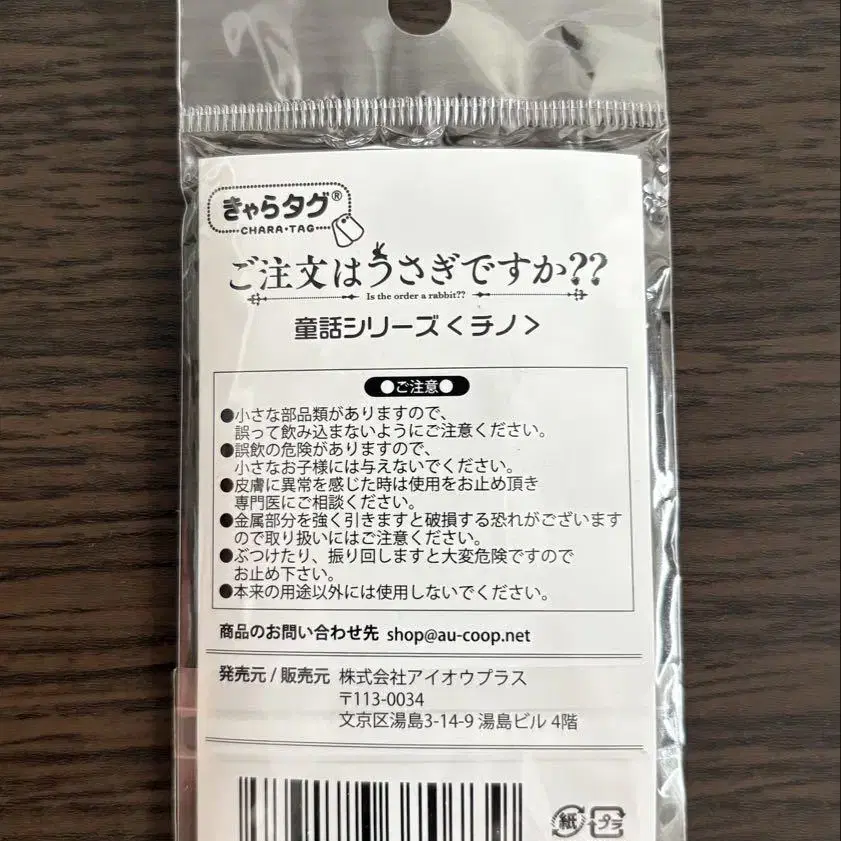 きゃらタグ®
CHARA・TAG
ご注文はうさぎですか??
Is the order a rabbit??
童話シリーズ<チノ>
●ご注意●
●小さな部品類がありますので、
誤って飲み込まないようにご注意ください。
●誤飲の危険がありますので、
小さなお子様には与えないでください。
●皮膚に異常を感じた時は使用をお止め頂き
専門医にご相談ください。
●金属部分を強く引きますと破損する恐れがございます
ので取り扱いにはご注意ください。
●ぶつけたり、振り回しますと大変危険ですので
お止め下さい。
●本来の用途以外には使用しないでください。
商品のお問い合わせ先 shop@au-coop.net
発売元 / 販売元 株式会社アイオウプラス
〒113-0034
文京区湯島3-14-9 湯島ビル 4階
紙 プラ